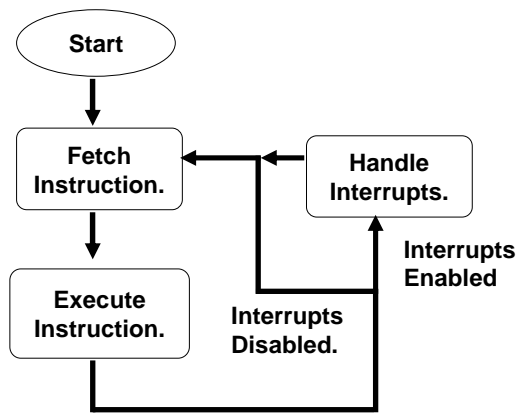 Start
Fetch
Instruction.
Handle
Interrupts.
Interrupts
Enabled
Execute
Instruction.
Interrupts
Disabled.